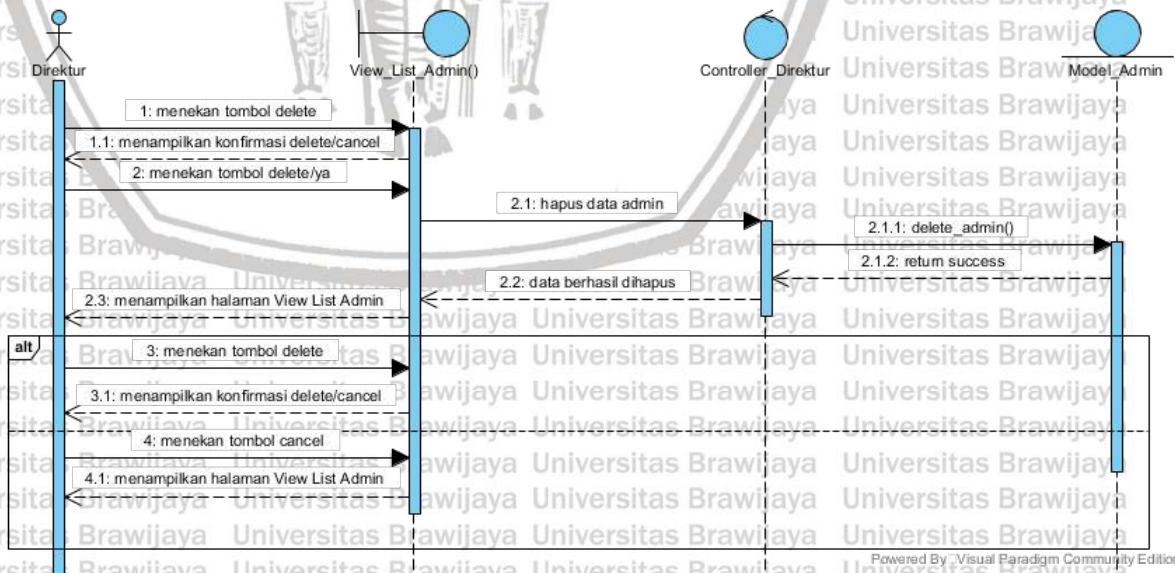 Direktur
View_List_Admin()
Controller_Direktur
Model_Admin
1: menekan tombol delete
1.1: menampilkan konfirmasi delete/cancel
2: menekan tombol delete/ya
2.1: hapus data admin
2.1.1: delete_admin()
2.1.2: return success
2.2: data berhasil dihapus
2.3: menampilkan halaman View List Admin
alt
3: menekan tombol delete
3.1: menampilkan konfirmasi delete/cancel
4: menekan tombol cancel
4.1: menampilkan halaman View List Admin
Universitas Brawijaya
Powered By Visual Paradigm Community Edition